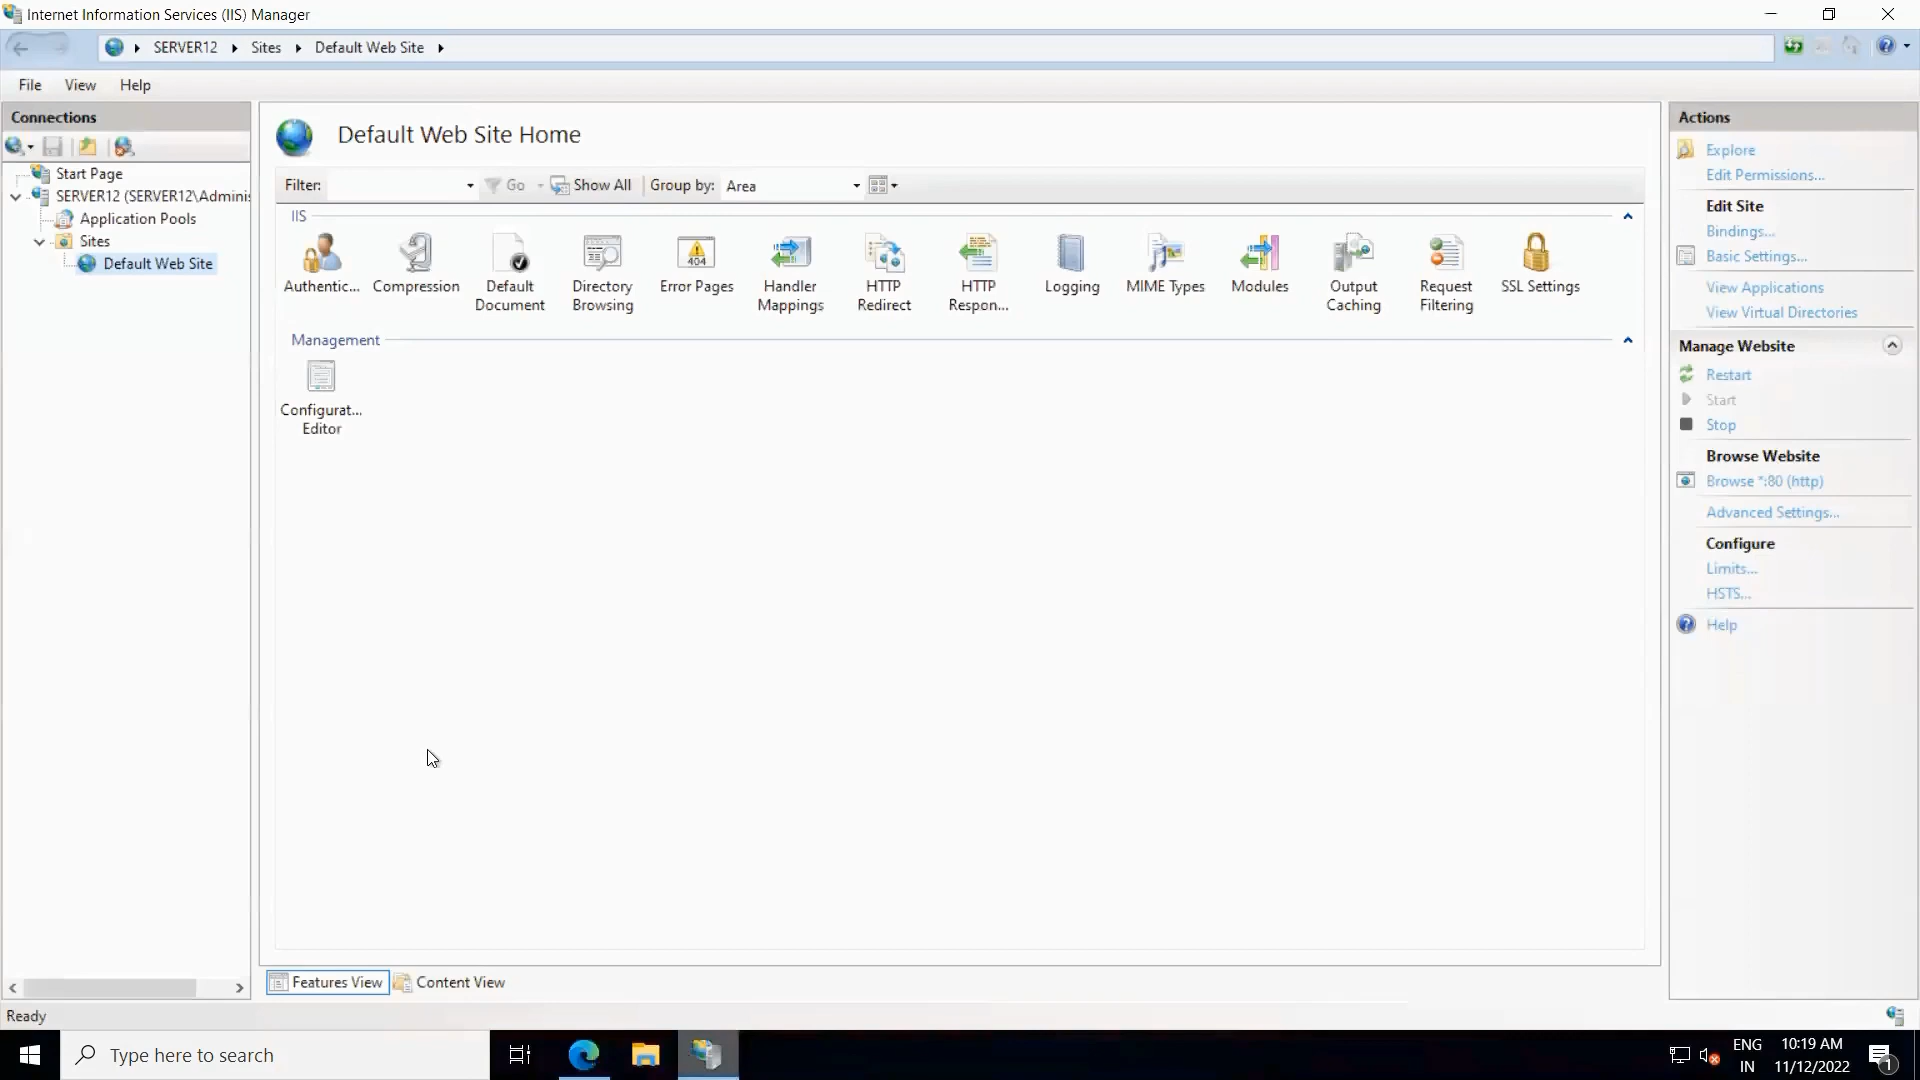 Internet Information Services (IIS) Manager
SERVER12 Sites Default Web Site
File View Help
Connections
Start Page
SERVER12 (SERVER12\Adminis
Application Pools
Sites
Default Web Site
Default Web Site Home
Filter: Go Show All Group by: Area
IIS
Authentic...
Compression
Default
Document
Directory
Browsing
Error Pages
404
Handler
Mappings
HTTP
Redirect
HTTP
Respon...
Logging
MIME Types
Modules
Output
Caching
Request
Filtering
SSL Settings
Management
Configurat...
Editor
Features View Content View
Actions
Explore
Edit Permissions...
Edit Site
Bindings...
Basic Settings...
View Applications
View Virtual Directories
Manage Website
Restart
Start
Stop
Browse Website
Browse *:80 (http)
Advanced Settings...
Configure
Limits...
HSTS...
Help
Ready
Type here to search
ENG
IN
10:19 AM
11/12/2022
1